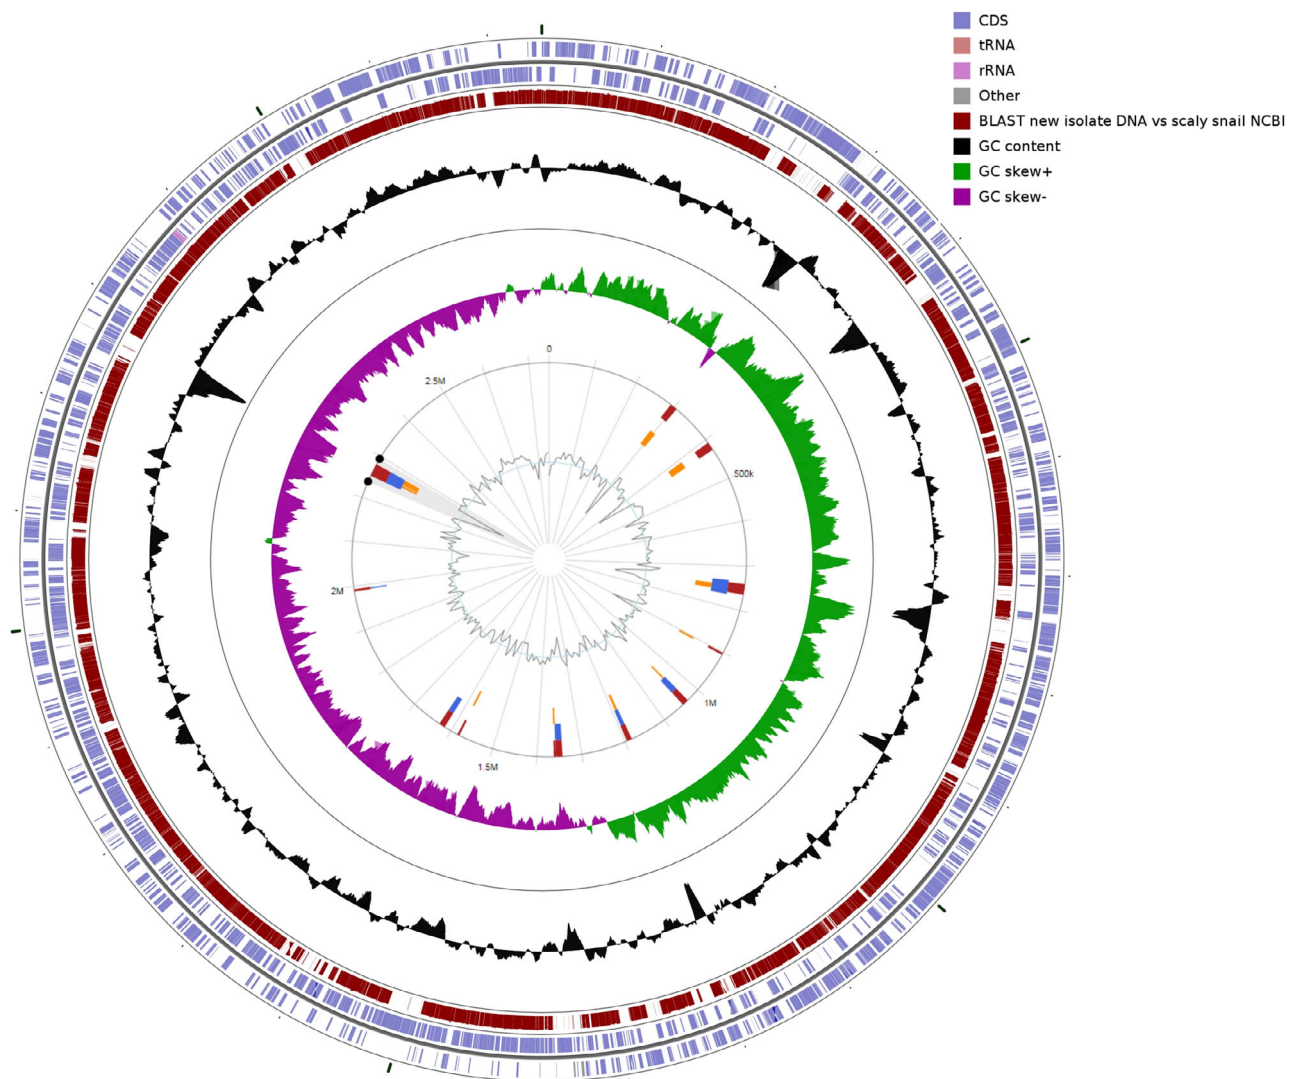 CDS
tRNA
rRNA
Other
BLAST new isolate DNA vs scaly snail NCBI
GC content
GC skew+
GC skew-
0
2.5M
500k
2M
1M
1.5M